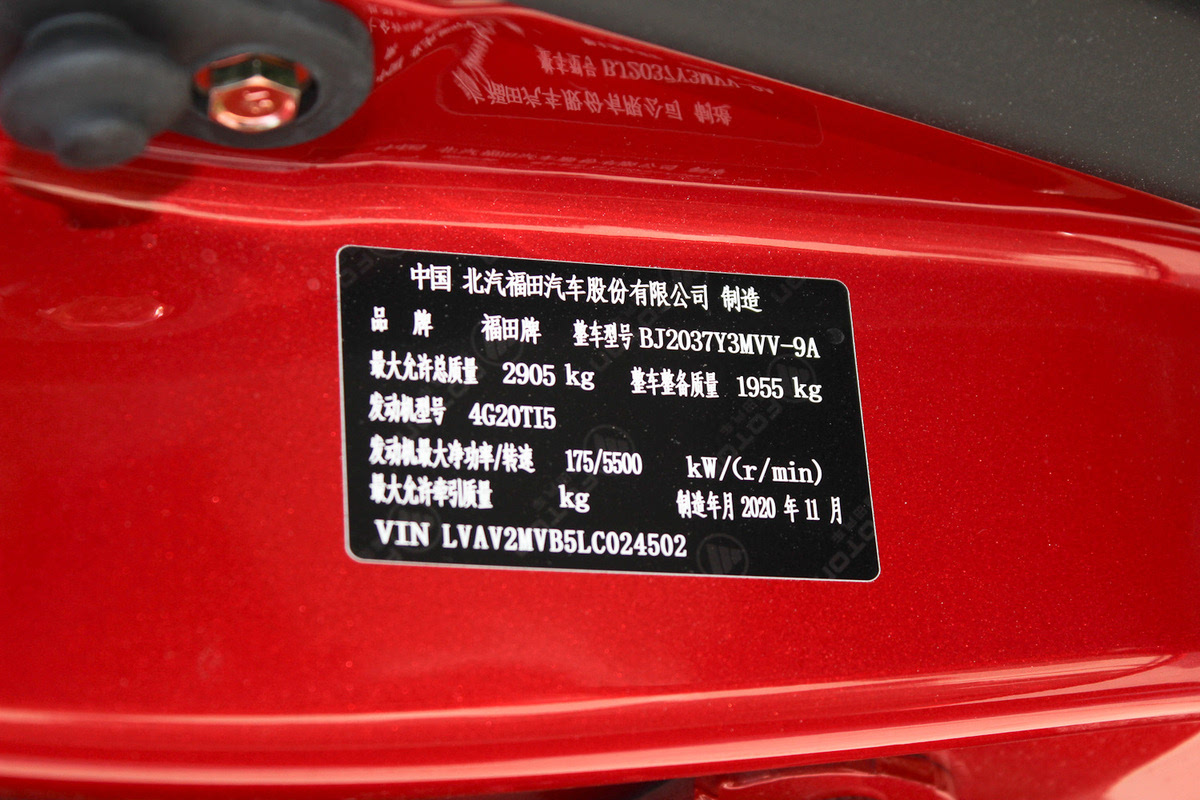 中国 北汽福田汽车股份有限公司 制造
品 牌 福田牌 整车型号 BJ2037Y3MVV-9A
最大允许总质量 2905 kg 整车整备质量 1955 kg
发动机型号 4G20TI5
发动机最大净功率/转速 175/5500 kW/(r/min)
最大允许牵引质量 kg 制造年月 2020 年 11 月
VIN LVAV2MVB5LC024502